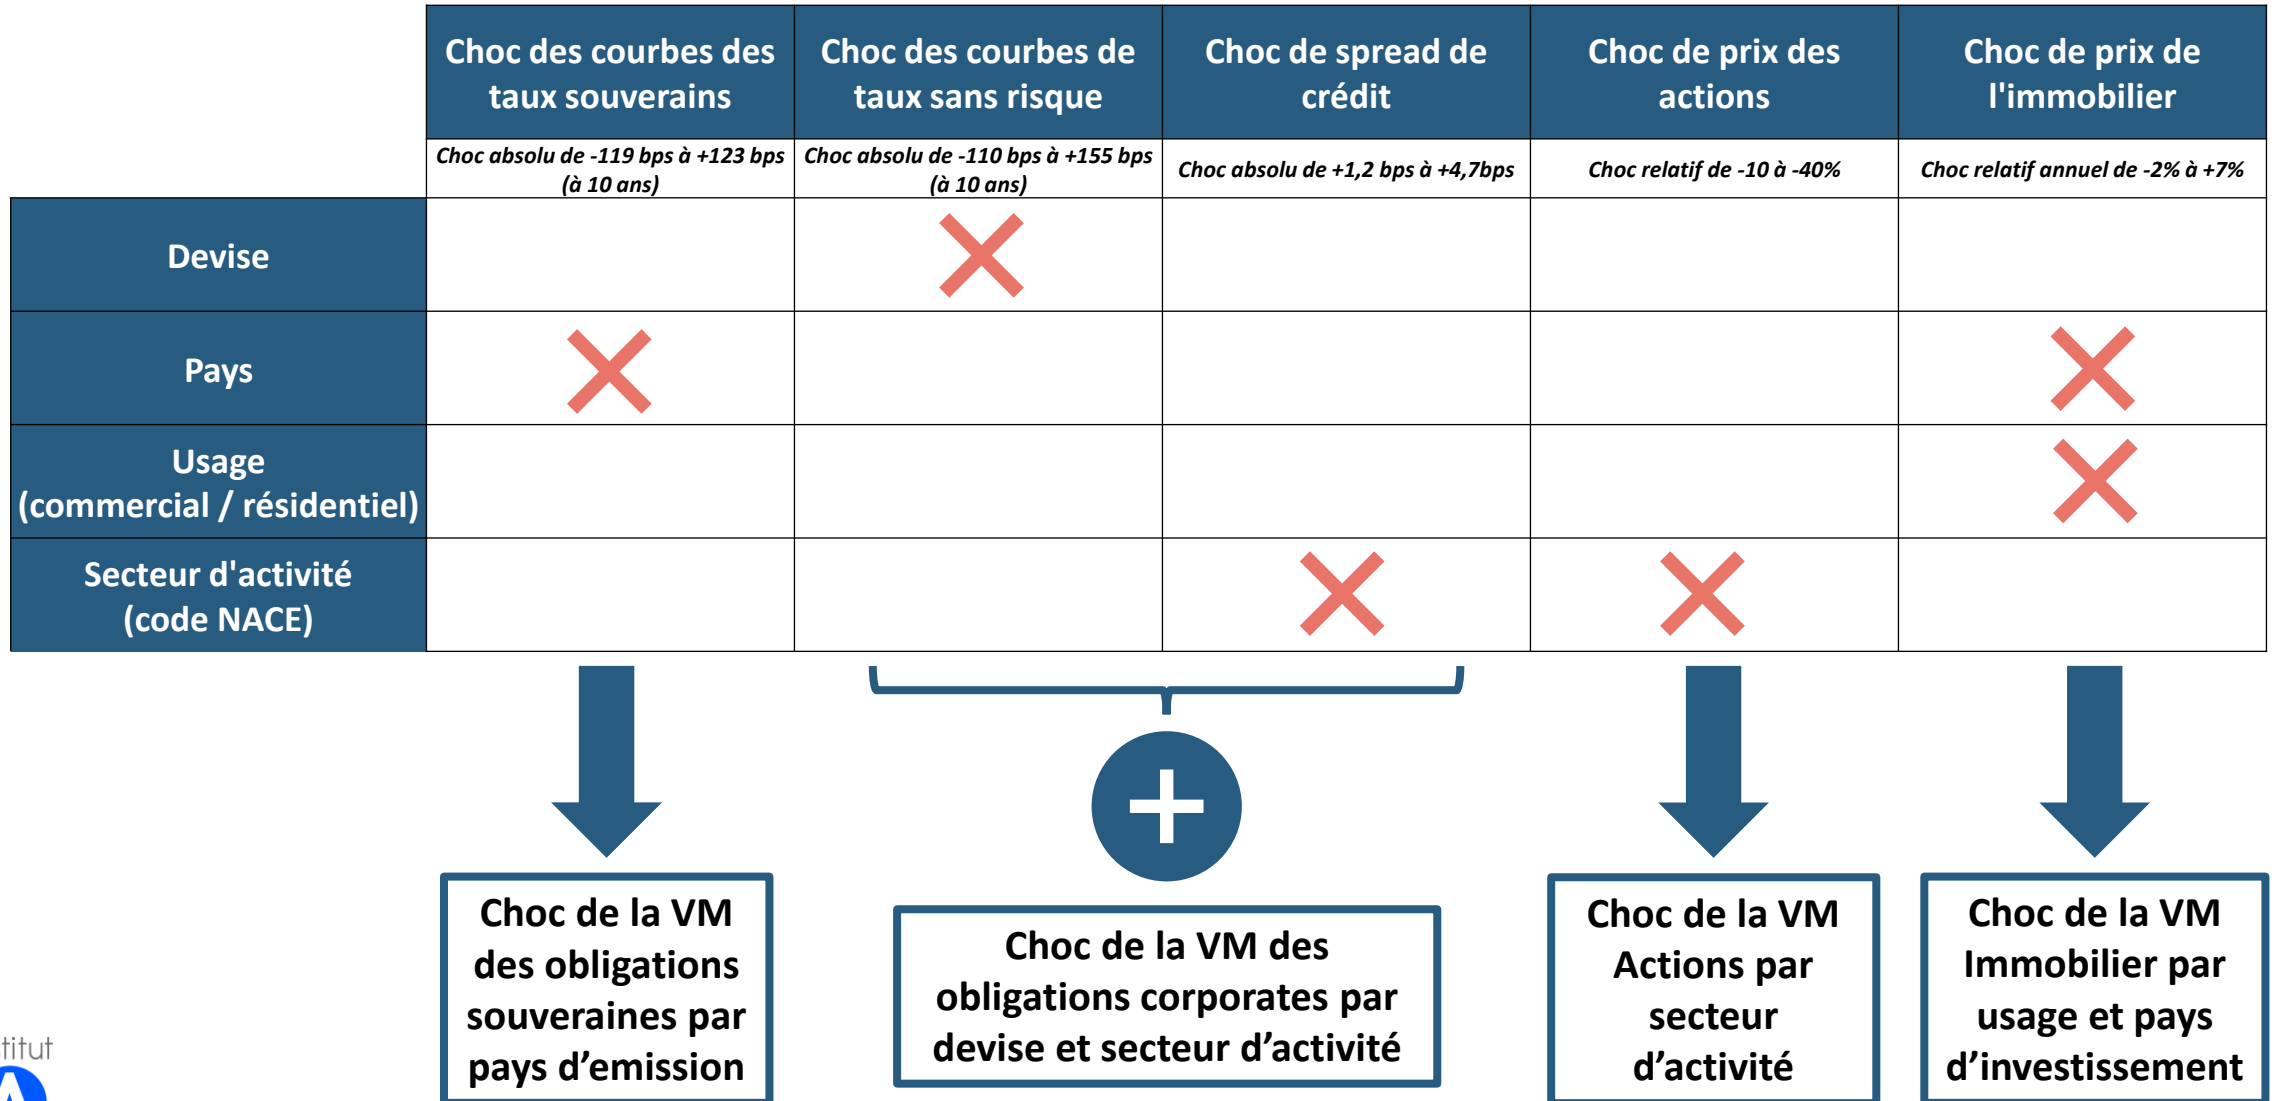 Choc des courbes des
taux souverains
Choc des courbes de
taux sans risque
Choc de spread de
crédit
Choc de prix des
actions
Choc de prix de
l'immobilier
Choc absolu de -119 bps à +123 bps
(à 10 ans)
Choc absolu de -110 bps à +155 bps
(à 10 ans)
Choc absolu de +1,2 bps à +4,7bps
Choc relatif de -10 à -40%
Choc relatif annuel de -2% à +7%
Devise
Pays
Usage
(commercial / résidentiel)
Secteur d'activité
(code NACE)
+
Choc de la VM
des obligations
souveraines par
pays d’emission
Choc de la VM des
obligations corporates par
devise et secteur d’activité
Choc de la VM
Actions par
secteur
d’activité
Choc de la VM
Immobilier par
usage et pays
d’investissement
titut